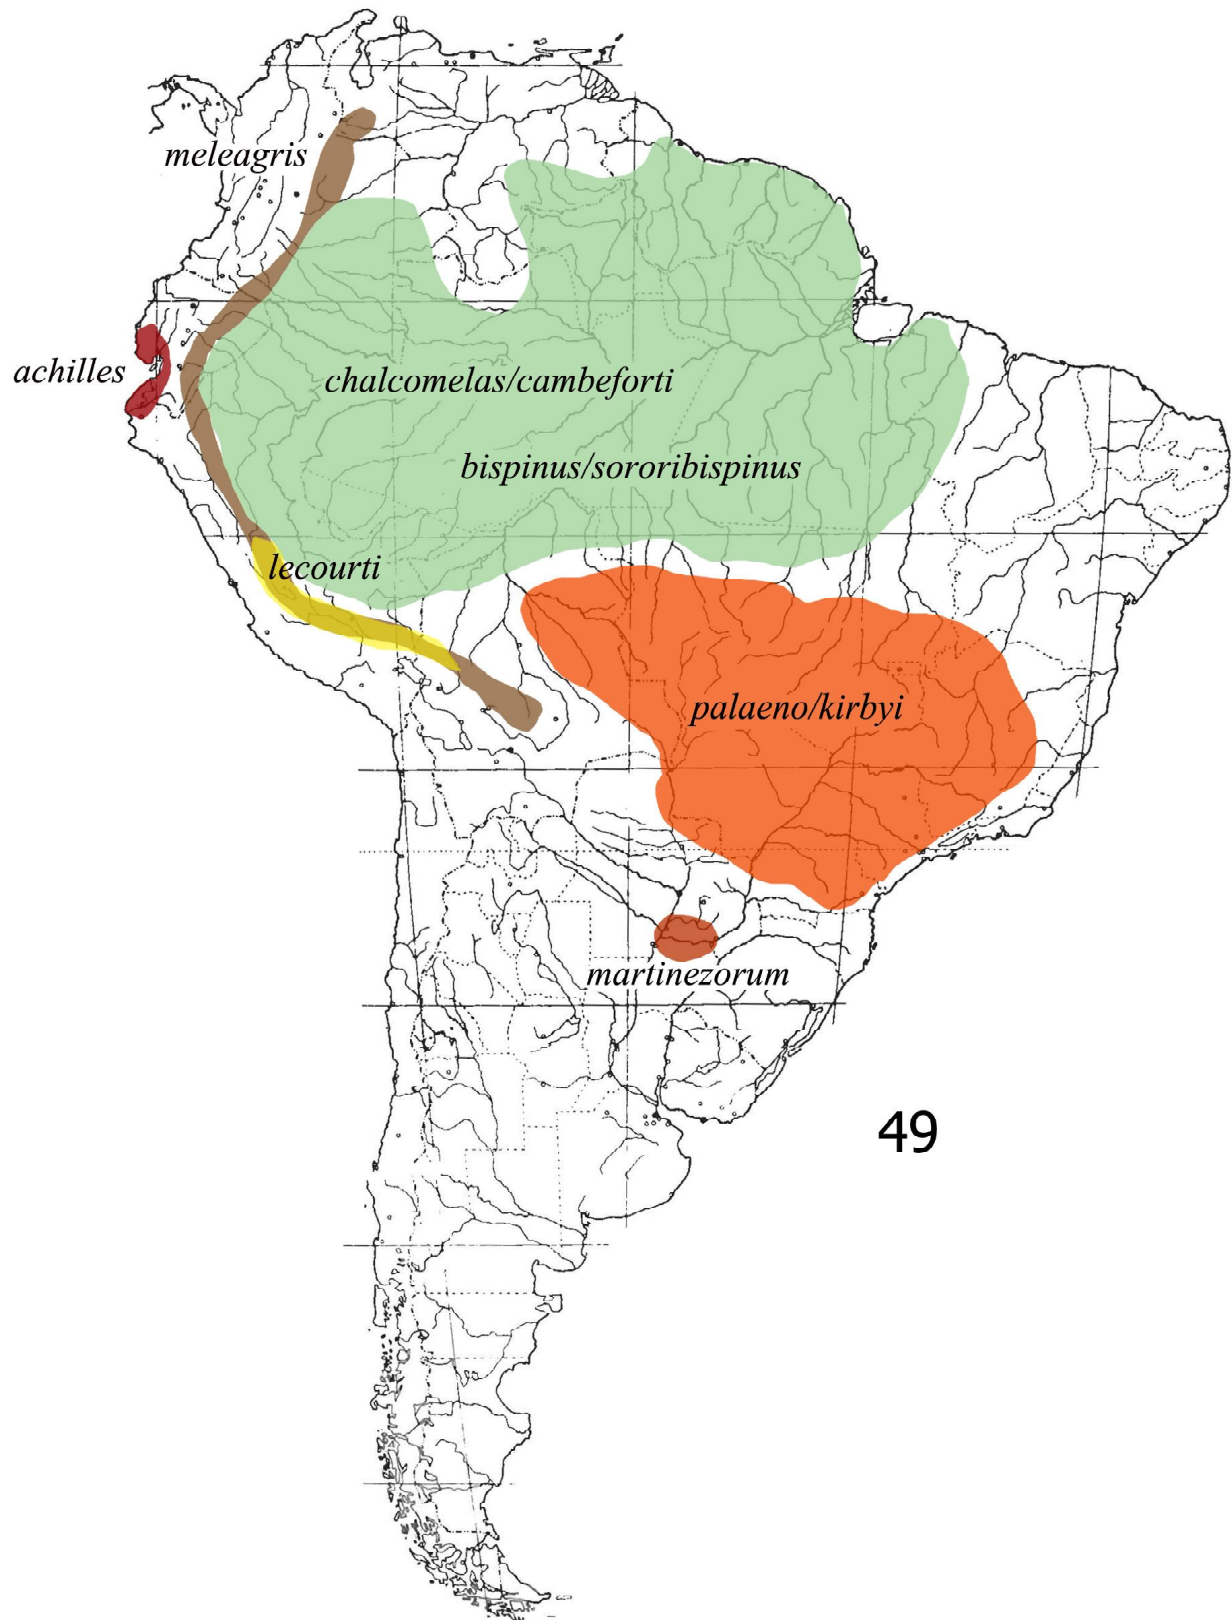 meleagris
achilles
chalcomelas/cambeforti
bispinus/sororibispinus
lecourti
palaeno/kirbyi
martinezorum
49